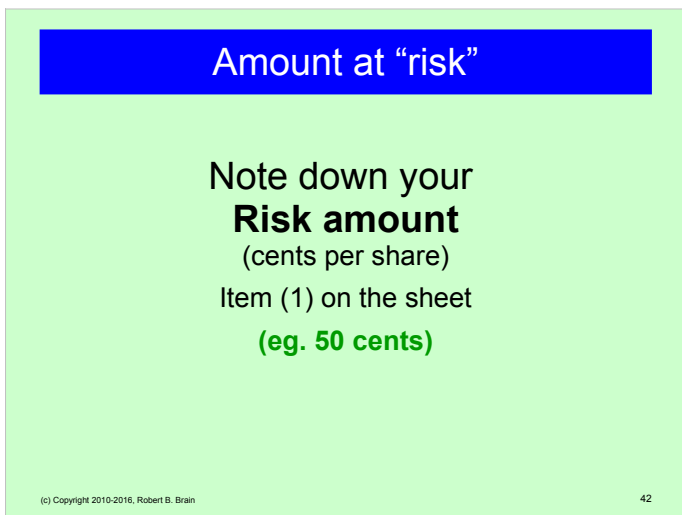 Amount at “risk”
Note down your
Risk amount
(cents per share)
Item (1) on the sheet
(eg. 50 cents)
(c) Copyright 2010-2016, Robert B. Brain
42